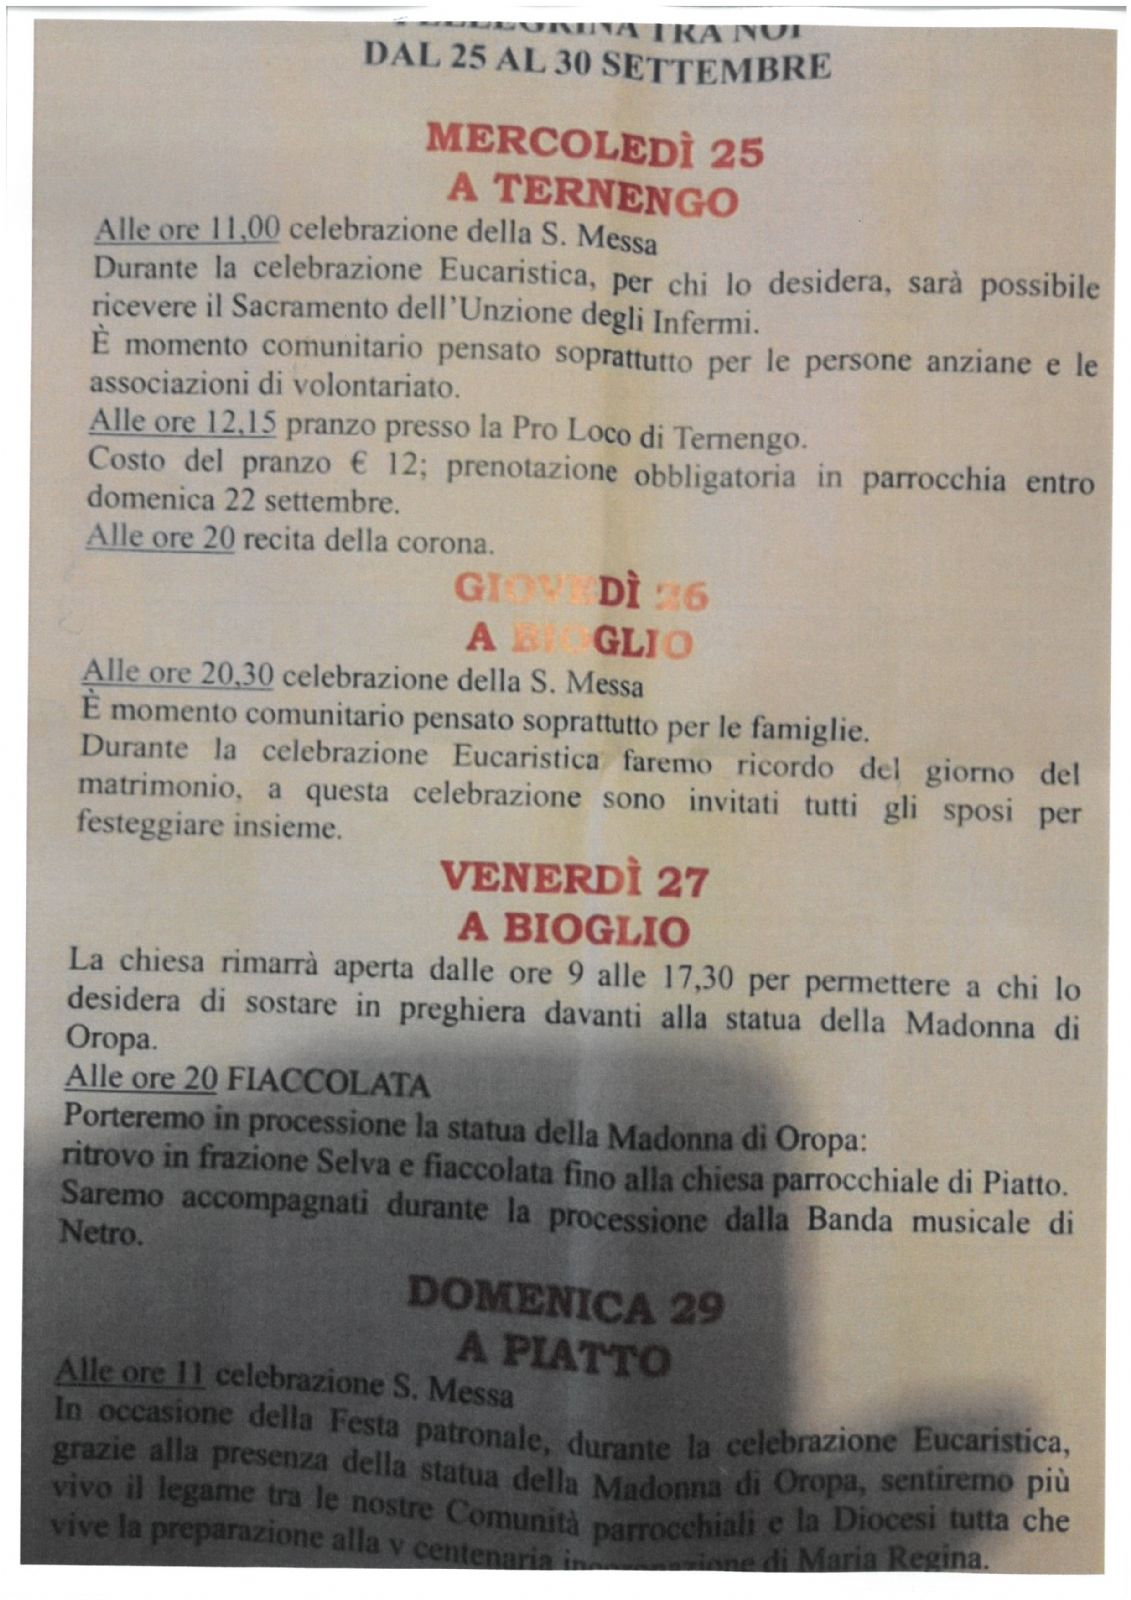 PELLEGRINA TRA NOI
DAL 25 AL 30 SETTEMBRE
MERCOLEDÌ 25
A TERNENGO
Alle ore 11,00 celebrazione della S. Messa
Durante la celebrazione Eucaristica, per chi lo desidera, sarà possibile
ricevere il Sacramento dell'Unzione degli Infermi.
È momento comunitario pensato soprattutto per le persone anziane e le
associazioni di volontariato.
Alle ore 12,15 pranzo presso la Pro Loco di Ternengo.
Costo del pranzo € 12; prenotazione obbligatoria in parrocchia entro
domenica 22 settembre.
Alle ore 20 recita della corona.
GIOVEDÌ 26
A BIOGLIO
Alle ore 20,30 celebrazione della S. Messa
È momento comunitario pensato soprattutto per le famiglie.
Durante la celebrazione Eucaristica faremo ricordo del giorno del
matrimonio, a questa celebrazione sono invitati tutti gli sposi per
festeggiare insieme.
VENERDÌ 27
A BIOGLIO
La chiesa rimarrà aperta dalle ore 9 alle 17,30 per permettere a chi lo
desidera di sostare in preghiera davanti alla statua della Madonna di
Oropa.
Alle ore 20 FIACCOLATA
Porteremo in processione la statua della Madonna di Oropa:
ritrovo in frazione Selva e fiaccolata fino alla chiesa parrocchiale di Piatto.
Saremo accompagnati durante la processione dalla Banda musicale di
Netro.
DOMENICA 29
A PIATTO
Alle ore 11 celebrazione S. Messa
In occasione della Festa patronale, durante la celebrazione Eucaristica,
grazie alla presenza della statua della Madonna di Oropa, sentiremo più
vivo il legame tra le nostre Comunità parrocchiali e la Diocesi tutta che
vive la preparazione alla v centenaria incoronazione di Maria Regina.